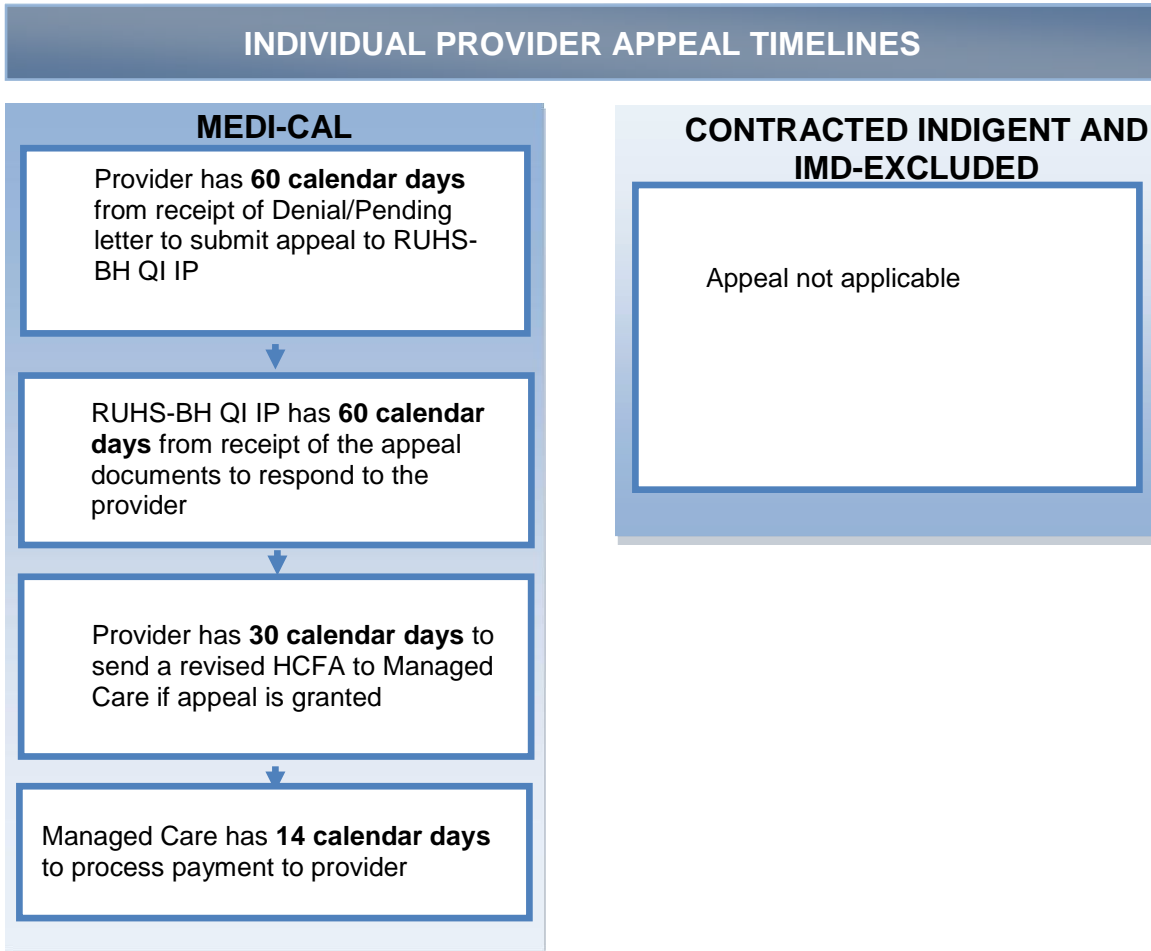 INDIVIDUAL PROVIDER APPEAL TIMELINES
MEDI-CAL
Provider has 60 calendar days
from receipt of Denial/Pending
letter to submit appeal to RUHS-
BH QI IP
RUHS-BH QI IP has 60 calendar
days from receipt of the appeal
documents to respond to the
provider
Provider has 30 calendar days to
send a revised HCFA to Managed
Care if appeal is granted
Managed Care has 14 calendar days
to process payment to provider
CONTRACTED INDIGENT AND
IMD-EXCLUDED
Appeal not applicable